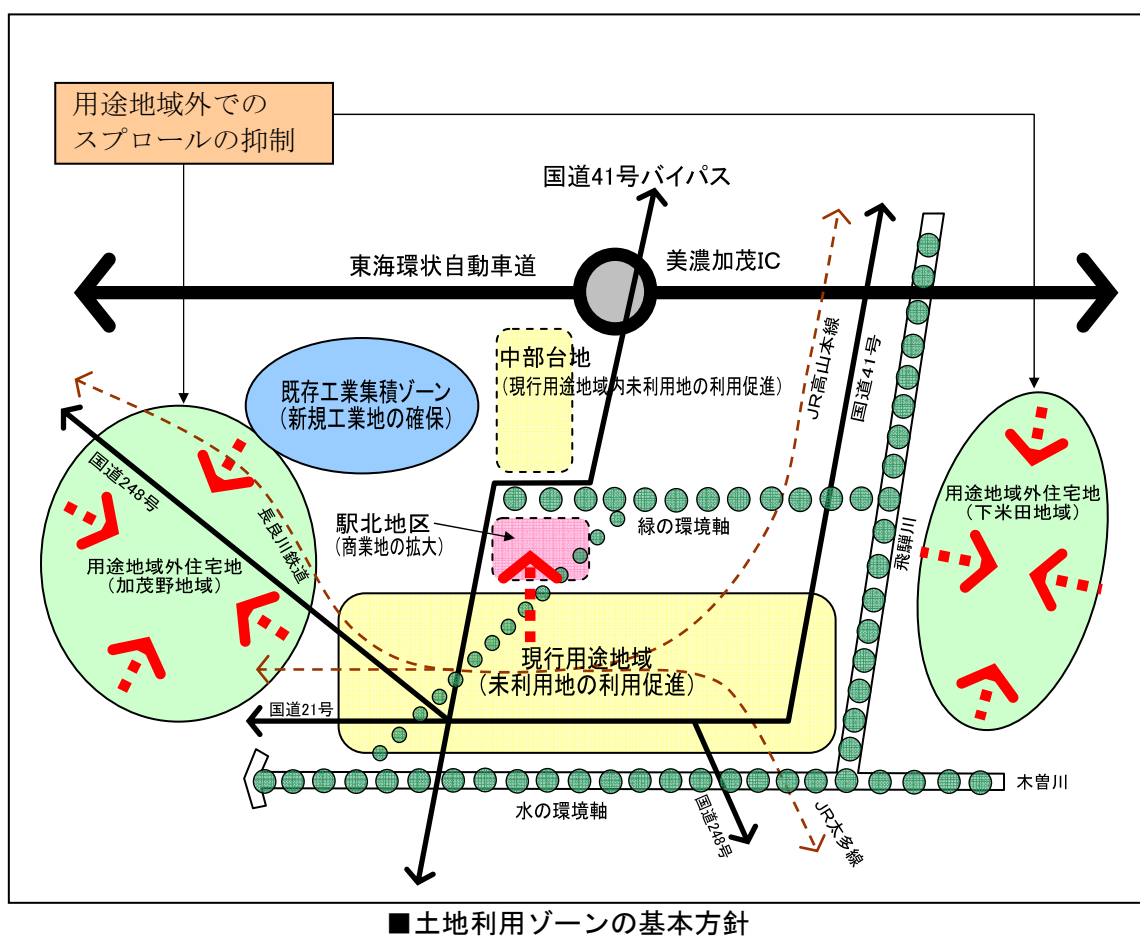 用途地域外での
スプロールの抑制
国道41号バイパス
東海環状自動車道
美濃加茂IC
中部台地
(現行用途地域内未利用地の利用促進)
JR高山本線
国道41号
既存工業集積ゾーン
(新規工業地の確保)
国道248号
長良川鉄道
用途地域外住宅地
(加茂野地域)
駅北地区
(商業地の拡大)
緑の環境軸
飛騨川
用途地域外住宅地
(下米田地域)
現行用途地域
(未利用地の利用促進)
国道21号
水の環境軸
国道248号
JR太多線
木曽川
■土地利用ゾーンの基本方針